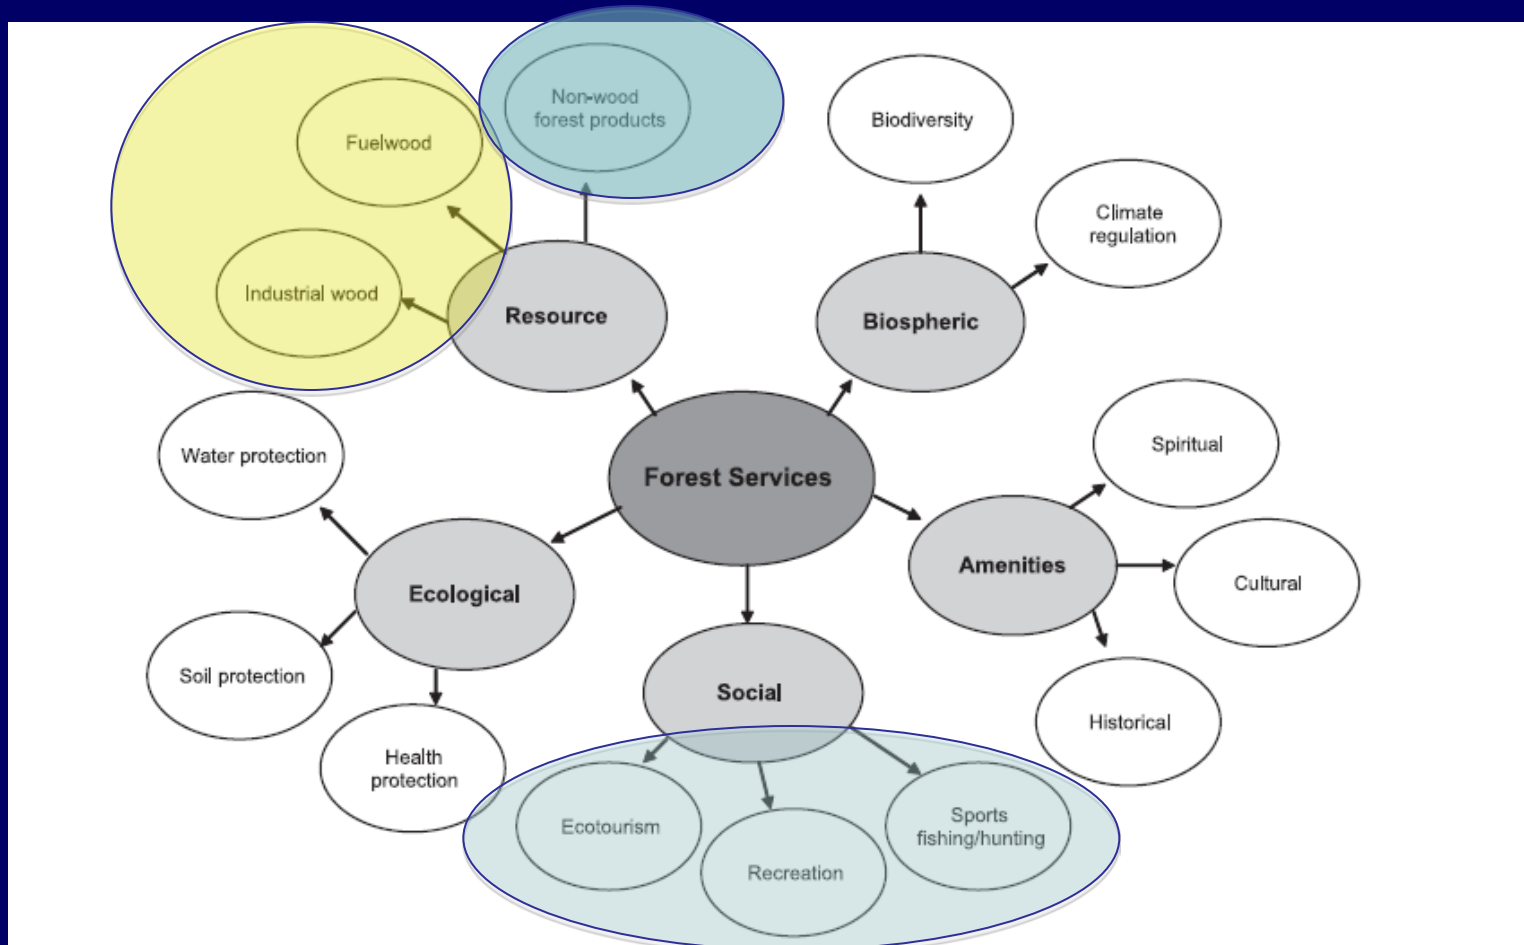 Non-wood
forest products
Fuelwood
Biodiversity
Climate
regulation
Industrial wood
Resource
Biospheric
Water protection
Spiritual
Forest Services
Amenities
Cultural
Ecological
Soil protection
Social
Historical
Health
protection
Ecotourism
Sports
fishing/hunting
Recreation